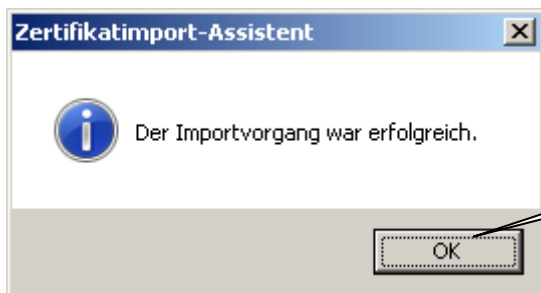 Zertifikatimport-Assistent
Der Importvorgang war erfolgreich.
OK